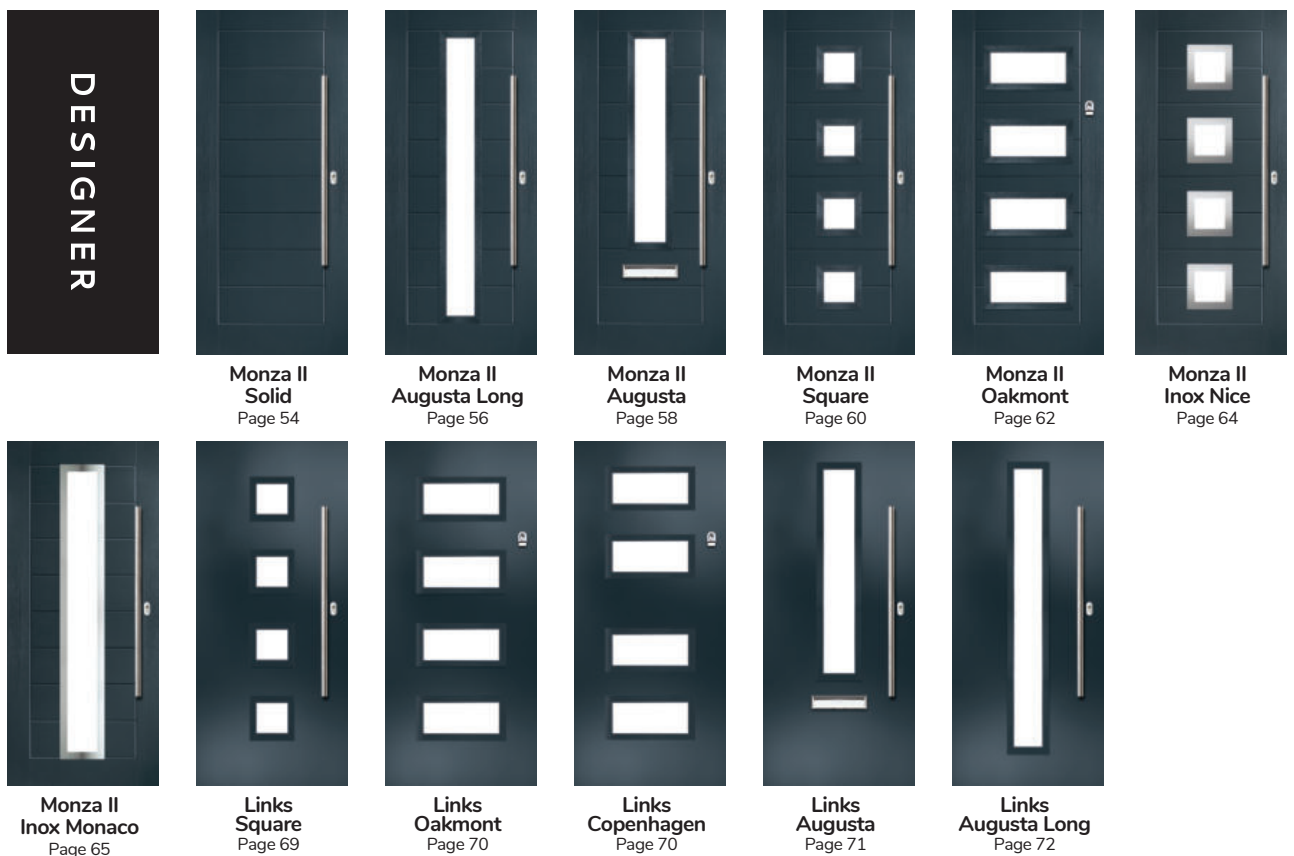 DESIGNER
Monza II
Solid
Page 54
Monza II
Augusta Long
Page 56
Monza II
Augusta
Page 58
Monza II
Square
Page 60
Monza II
Oakmont
Page 62
Monza II
Inox Nice
Page 64
Monza II
Inox Monaco
Page 65
Links
Square
Page 69
Links
Oakmont
Page 70
Links
Copenhagen
Page 70
Links
Augusta
Page 71
Links
Augusta Long
Page 72